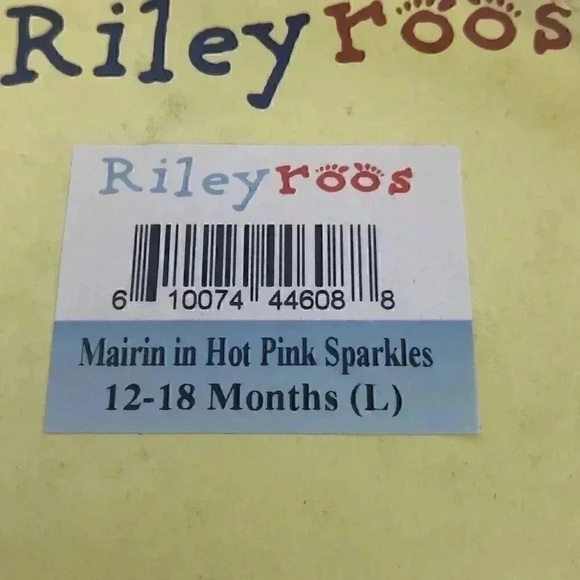 Rileyroos
Rileyroos
6 10074 44608 8
Mairin in Hot Pink Sparkles
12-18 Months (L)